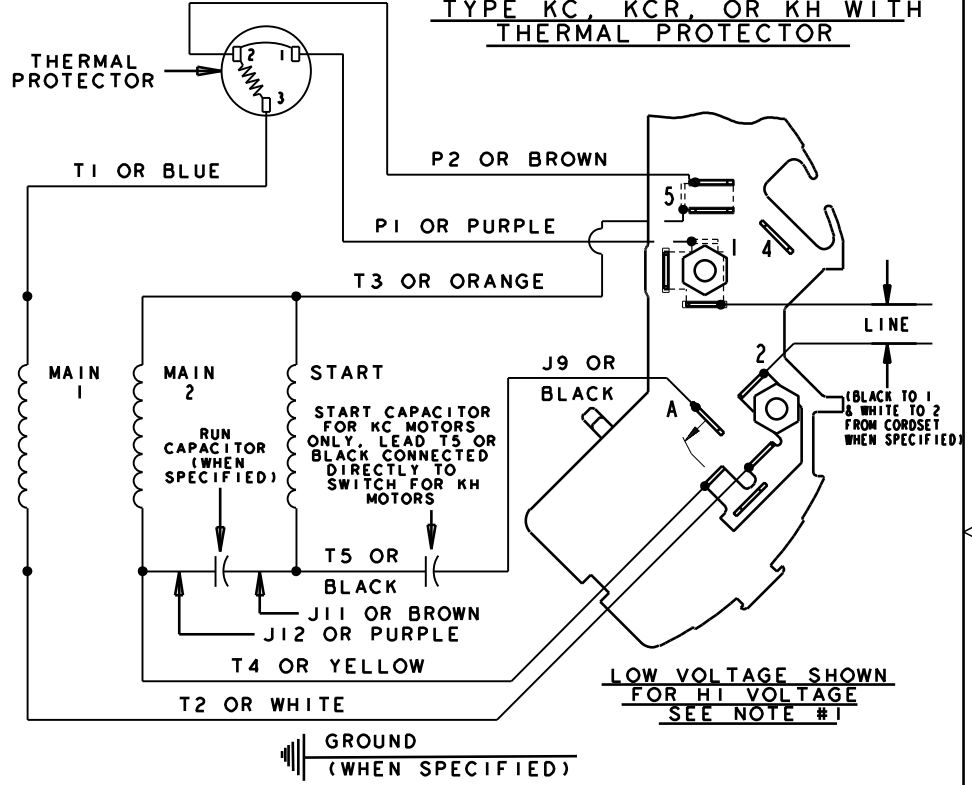 TYPE KC, KCR, OR KH WITH
THERMAL PROTECTOR
THERMAL
PROTECTOR
2
1
3
T1 OR BLUE
P2 OR BROWN
5
P1 OR PURPLE
1
4
T3 OR ORANGE
LINE
MAIN
1
MAIN
2
START
J9 OR
BLACK
2
A
(BLACK TO 1
& WHITE TO 2
FROM CORDSET
WHEN SPECIFIED)
START CAPACITOR
FOR KC MOTORS
ONLY, LEAD T5 OR
BLACK CONNECTED
DIRECTLY TO
SWITCH FOR KH
MOTORS
RUN
CAPACITOR
(WHEN
SPECIFIED)
T5 OR
BLACK
J11 OR BROWN
J12 OR PURPLE
T4 OR YELLOW
T2 OR WHITE
LOW VOLTAGE SHOWN
FOR HI VOLTAGE
SEE NOTE #1
GROUND
(WHEN SPECIFIED)